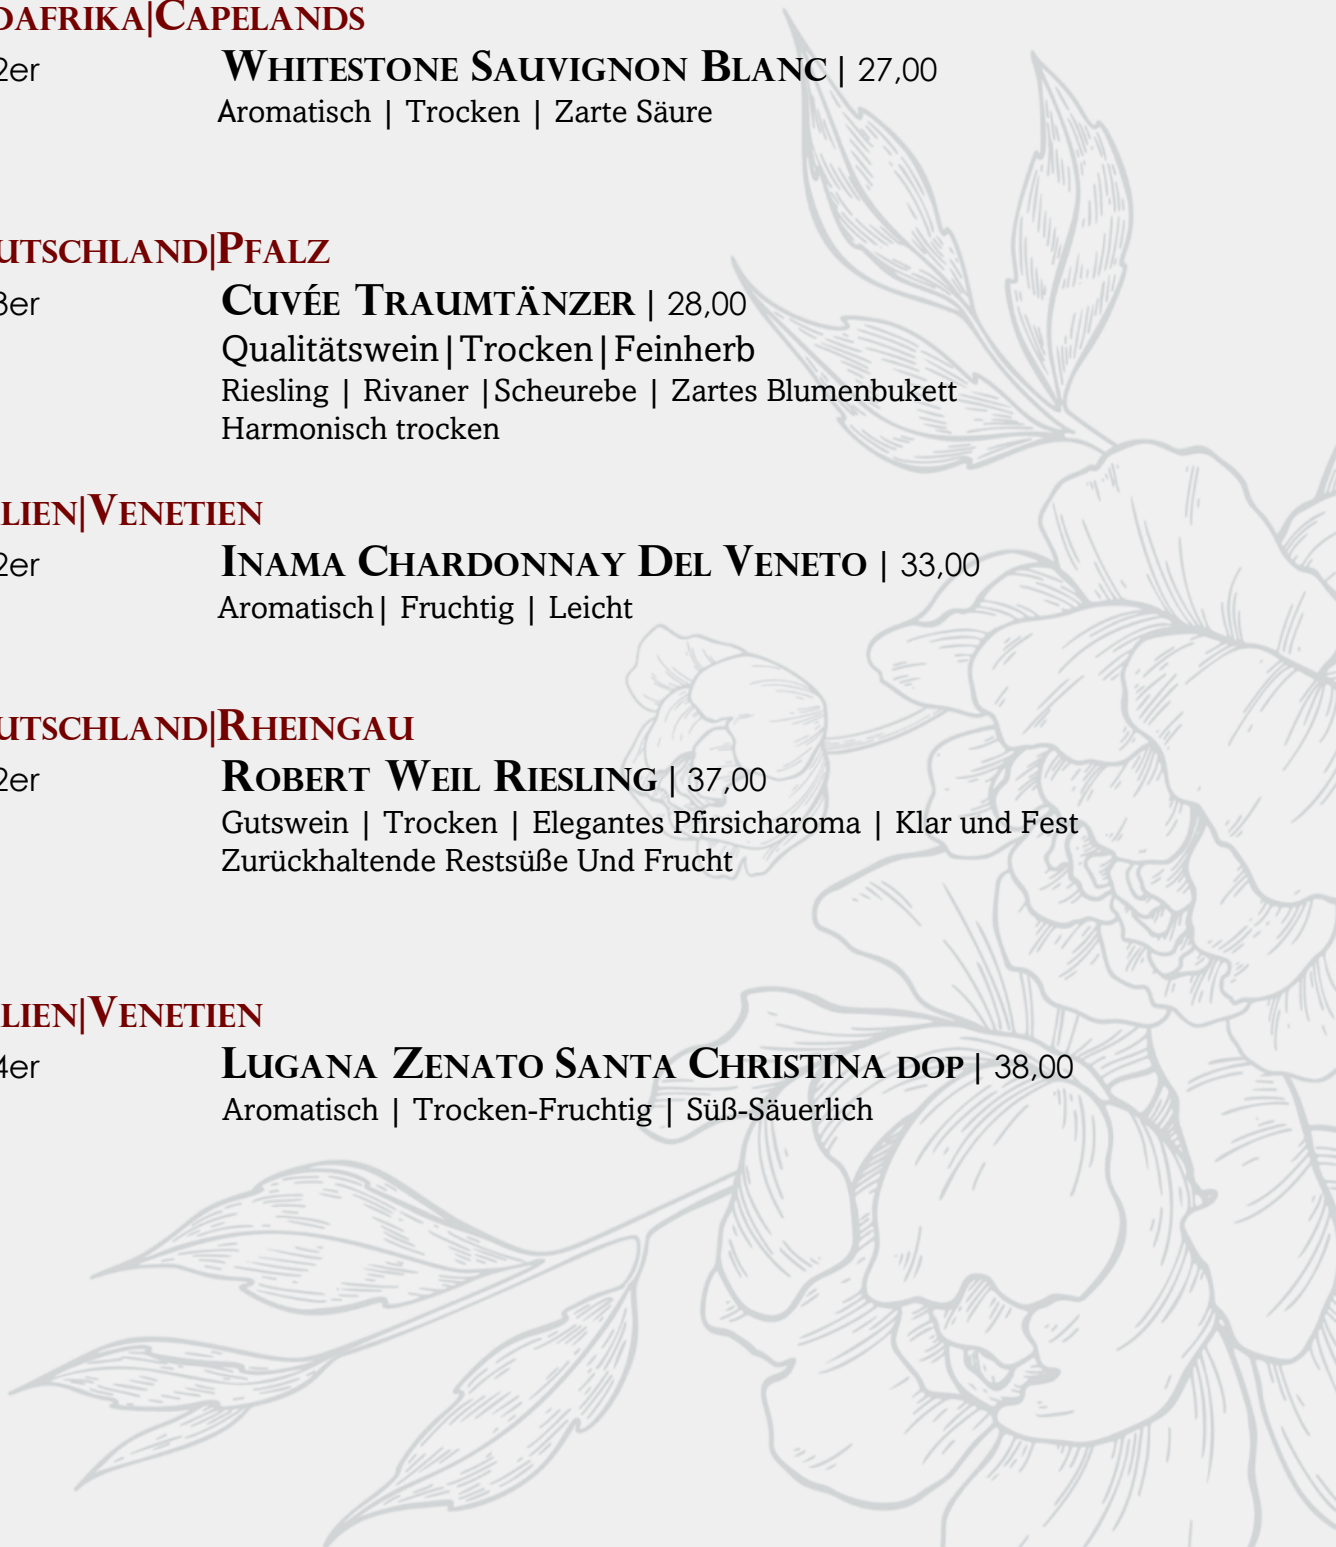 DAFRIKA|CAPELANDS
2er WHITESTONE SAUVIGNON BLANC | 27,00
Aromatisch | Trocken | Zarte Säure
UTSCHLAND|PFALZ
3er CUVÉE TRAUMTÄNZER | 28,00
Qualitätswein|Trocken|Feinherb
Riesling | Rivaner |Scheurebe | Zartes Blumenbukett
Harmonisch trocken
LIEN|VENETIEN
2er INAMA CHARDONNAY DEL VENETO | 33,00
Aromatisch| Fruchtig | Leicht
UTSCHLAND|RHEINGAU
2er ROBERT WEIL RIESLING | 37,00
Gutswein | Trocken | Elegantes Pfirsicharoma | Klar und Fest
Zurückhaltende Restsüße Und Frucht
LIEN|VENETIEN
4er LUGANA ZENATO SANTA CHRISTINA DOP | 38,00
Aromatisch | Trocken-Fruchtig | Süß-Säuerlich